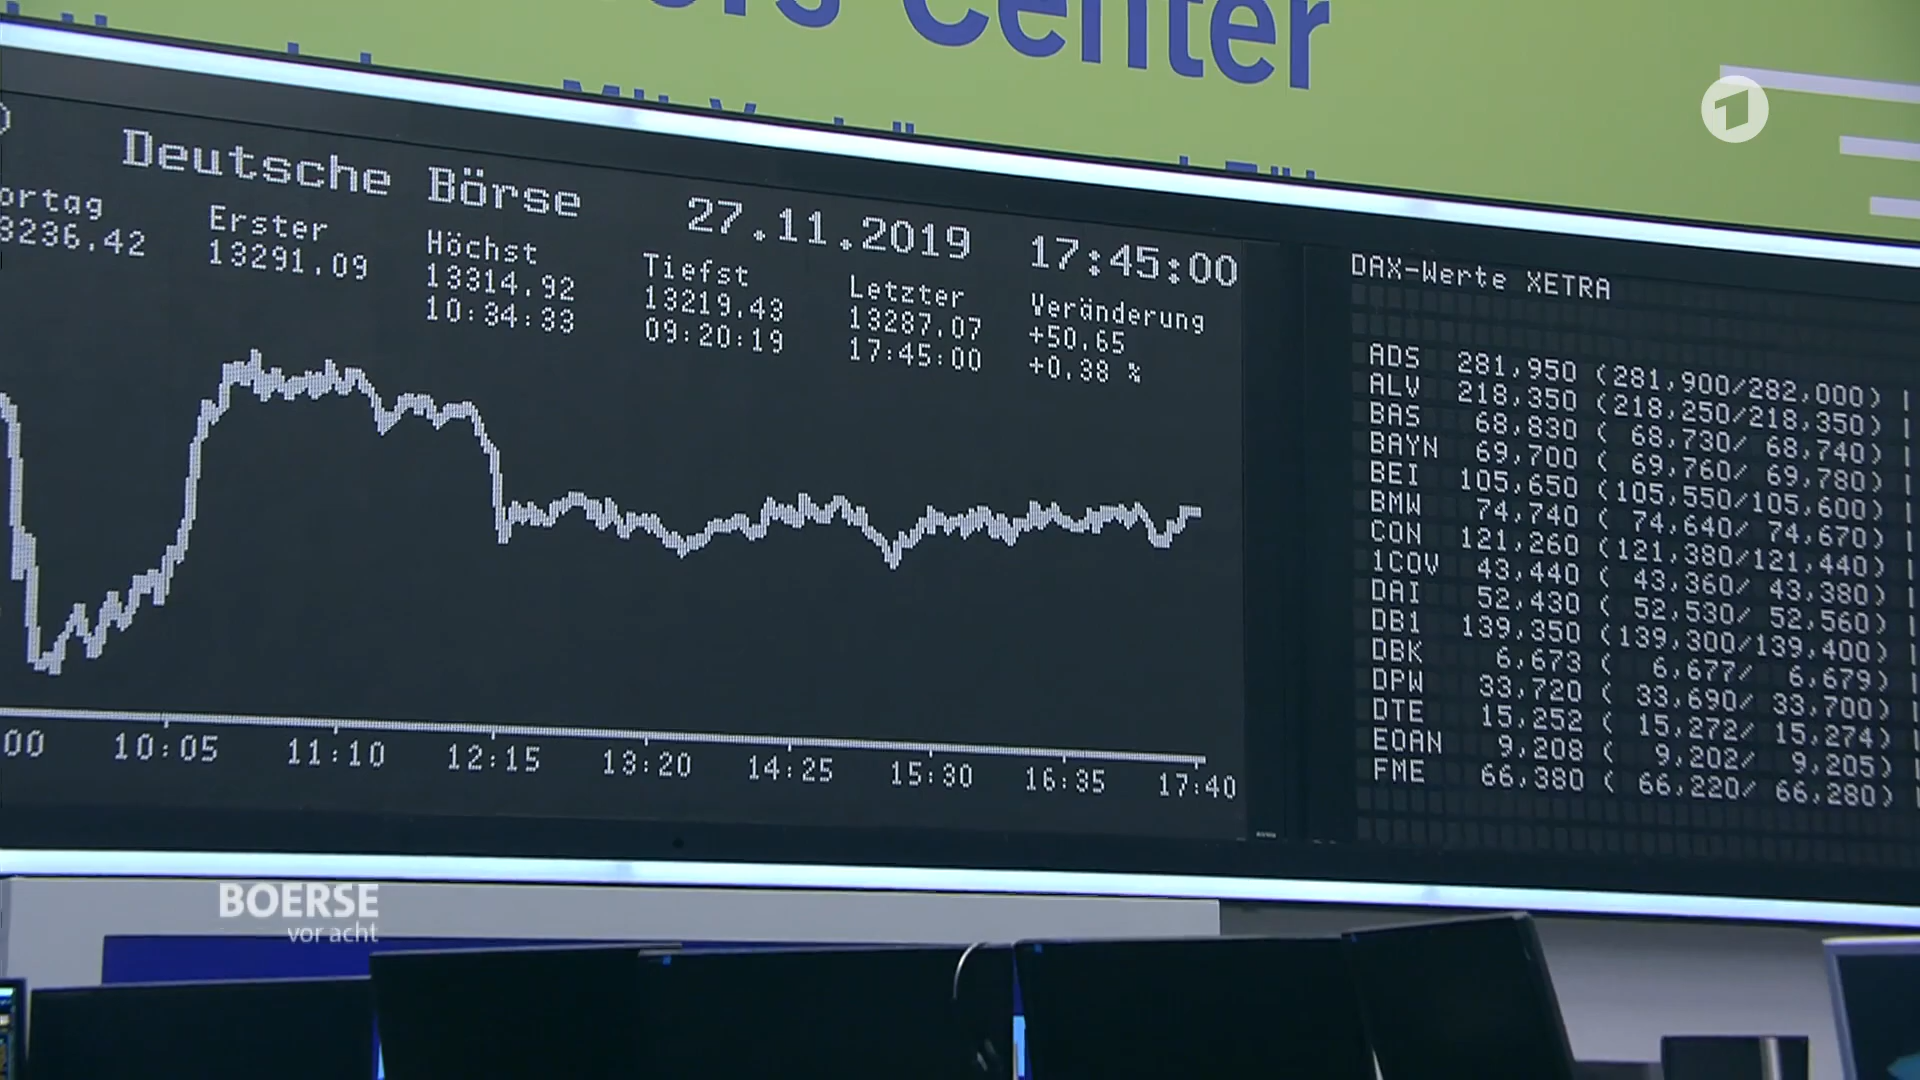 Center
Deutsche Börse 27.11.2019 17:45:00
Erster Höchst Tiefst Letzter Veränderung
13291.09 13314.92 13219.43 13287.07 +50.65
10:34:33 09:20:19 17:45:00 +0.38 %
10:05 11:10 12:15 13:20 14:25 15:30 16:35 17:40
DAX-Werte XETRA
ADS 281,950 (281,900/282,000)
ALV 218,350 (218,250/218,350)
BAS 68,830 ( 68,730/ 68,740)
BAYN 69,700 ( 69,760/ 69,780)
BEI 105,650 (105,550/105,600)
BMW 74,740 ( 74,640/ 74,670)
CON 121,260 (121,380/121,440)
1COV 43,440 ( 43,360/ 43,380)
DAI 52,430 ( 52,530/ 52,560)
DB1 139,350 (139,300/139,400)
DBK 6,673 ( 6,677/ 6,679)
DPW 33,720 ( 33,690/ 33,700)
DTE 15,252 ( 15,272/ 15,274)
EOAN 9,208 ( 9,202/ 9,205)
FME 66,380 ( 66,220/ 66,280)
BOERSE
vor acht